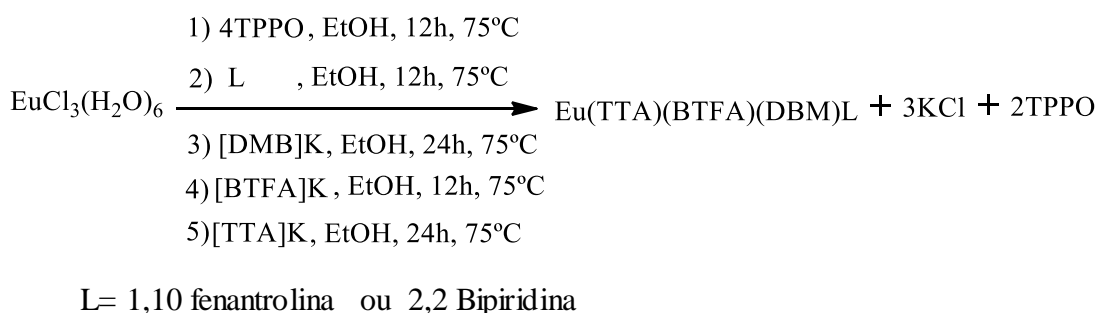 1) 4TPPO, EtOH, 12h, 75ºC
2) L , EtOH, 12h, 75ºC
EuCl₃(H₂O)₆ Eu(TTA)(BTFA)(DBM)L + 3KCl + 2TPPO
3) [DMB]K, EtOH, 24h, 75ºC
4) [BTFA]K, EtOH, 12h, 75ºC
5)[TTA]K, EtOH, 24h, 75ºC
L= 1,10 fenantrolina ou 2,2 Bipiridina